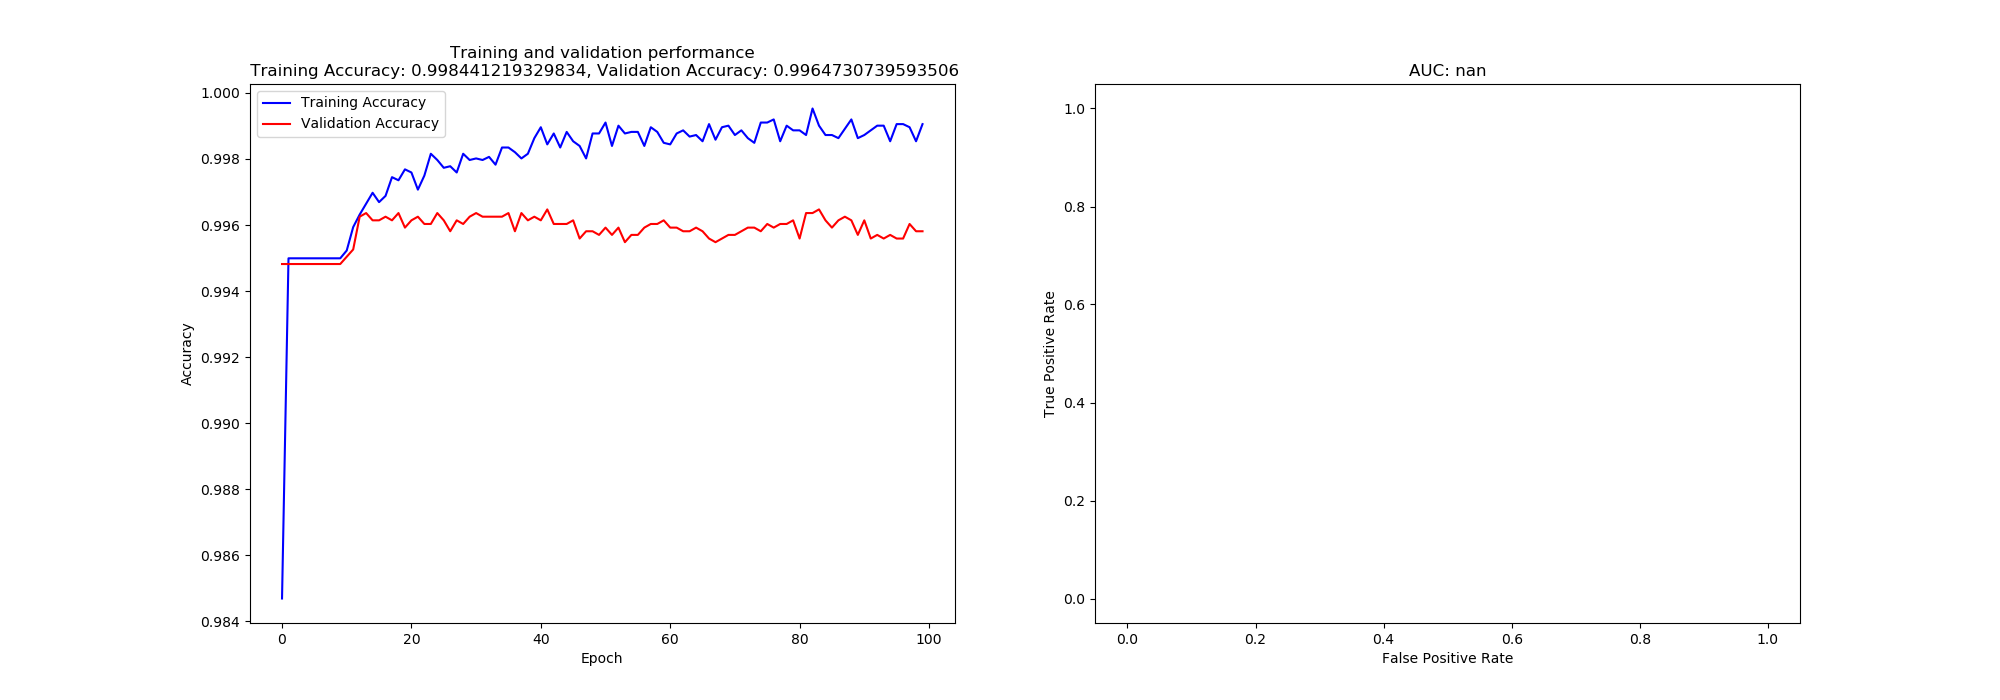 Training and validation performance
Training Accuracy: 0.998441219329834, Validation Accuracy: 0.9964730739593506
1.000
0.998
0.996
0.994
0.992
0.990
0.988
0.986
0.984
Accuracy
Training Accuracy
Validation Accuracy
0 20 40 60 80 100
Epoch
AUC: nan
1.0
0.8
0.6
0.4
0.2
0.0
True Positive Rate
0.0 0.2 0.4 0.6 0.8 1.0
False Positive Rate